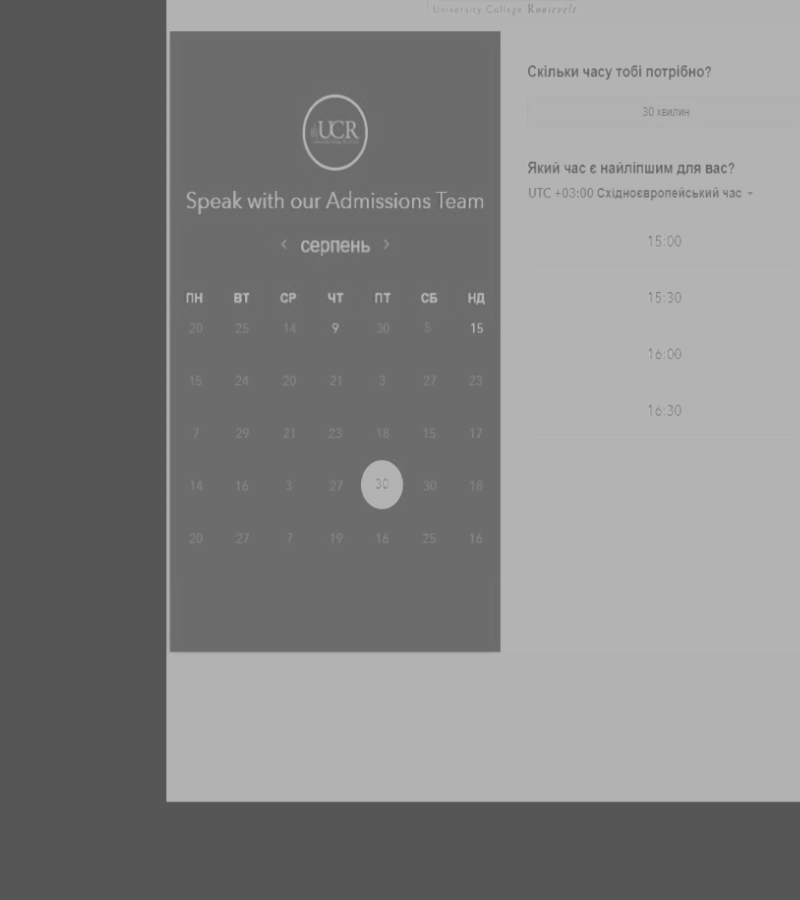 University College Roosevelt
UCR
Speak with our Admissions Team
‹ серпень ›
ПН ВТ СР ЧТ ПТ СБ НД
20 25 14 9 30 5 15
15 24 20 21 3 27 23
7 29 21 23 18 15 17
14 16 3 27 30 30 18
20 27 7 19 16 25 16
Скільки часу тобі потрібно?
30 хвилин
Який час є найліпшим для вас?
UTC +03:00 Східноєвропейський час
15:00
15:30
16:00
16:30